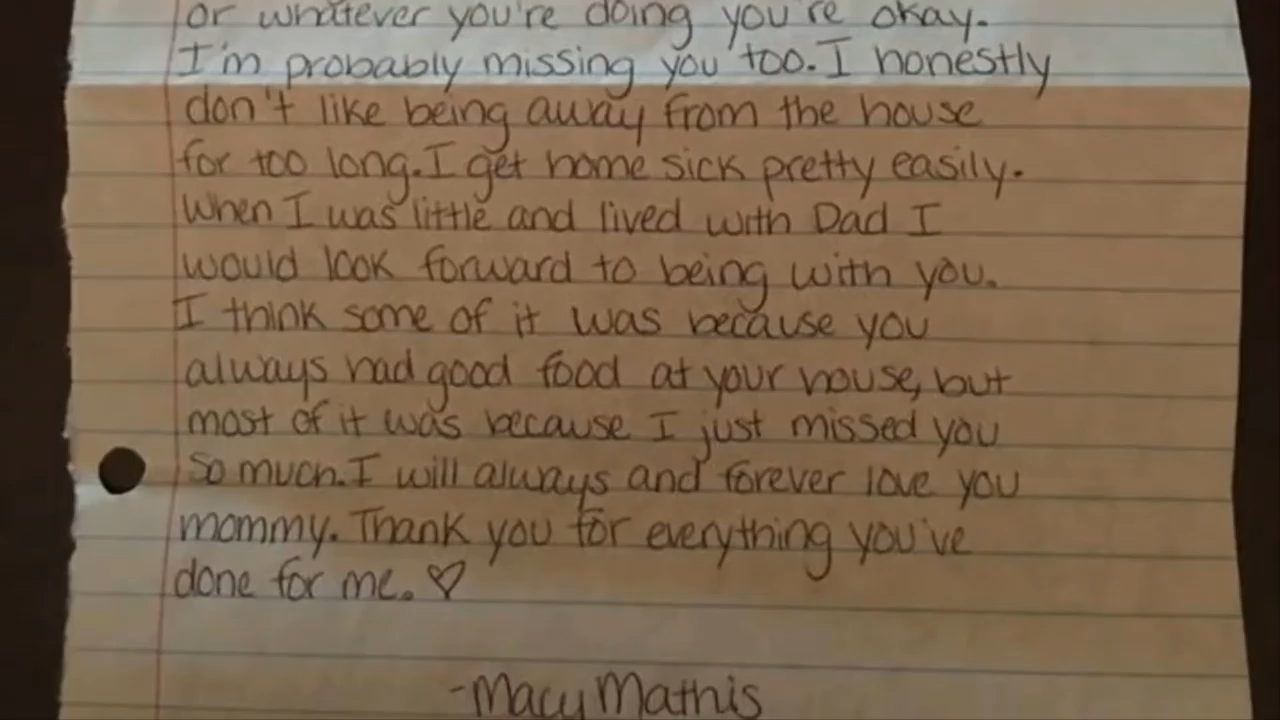 or whatever you're doing you're okay.
I'm probably missing you too. I honestly
don't like being away from the house
for too long. I get home sick pretty easily.
When I was little and lived with Dad I
would look forward to being with you.
I think some of it was because you
always had good food at your house, but
most of it was because I just missed you
so much. I will always and forever love you
mommy. Thank you for everything you've
done for me. ♡
-Macy Mathis